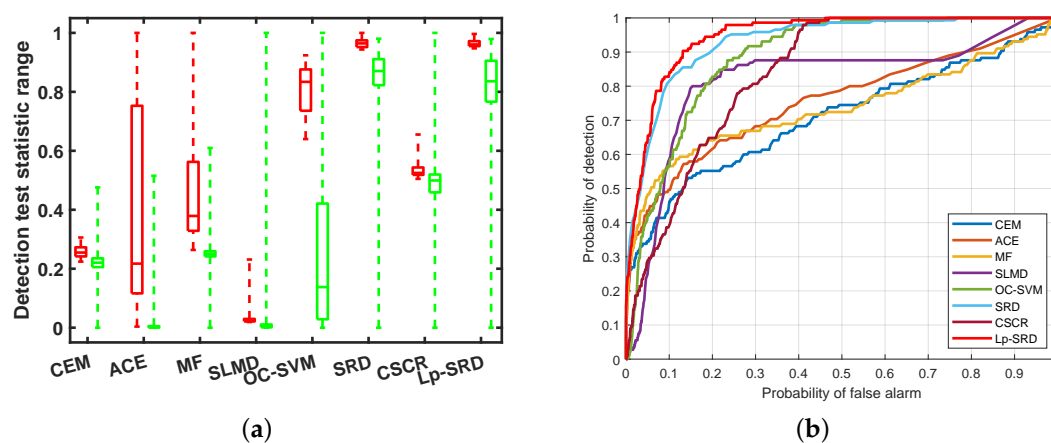 Detection test statistic range
1
0.8
0.6
0.4
0.2
0
CEM
ACE
MF
SLMD
OC-SVM
SRD
CSCR
Lp-SRD
(a)
Probability of detection
1
0.9
0.8
0.7
0.6
0.5
0.4
0.3
0.2
0.1
0
0 0.1 0.2 0.3 0.4 0.5 0.6 0.7 0.8 0.9
Probability of false alarm
CEM
ACE
MF
SLMD
OC-SVM
SRD
CSCR
Lp-SRD
(b)